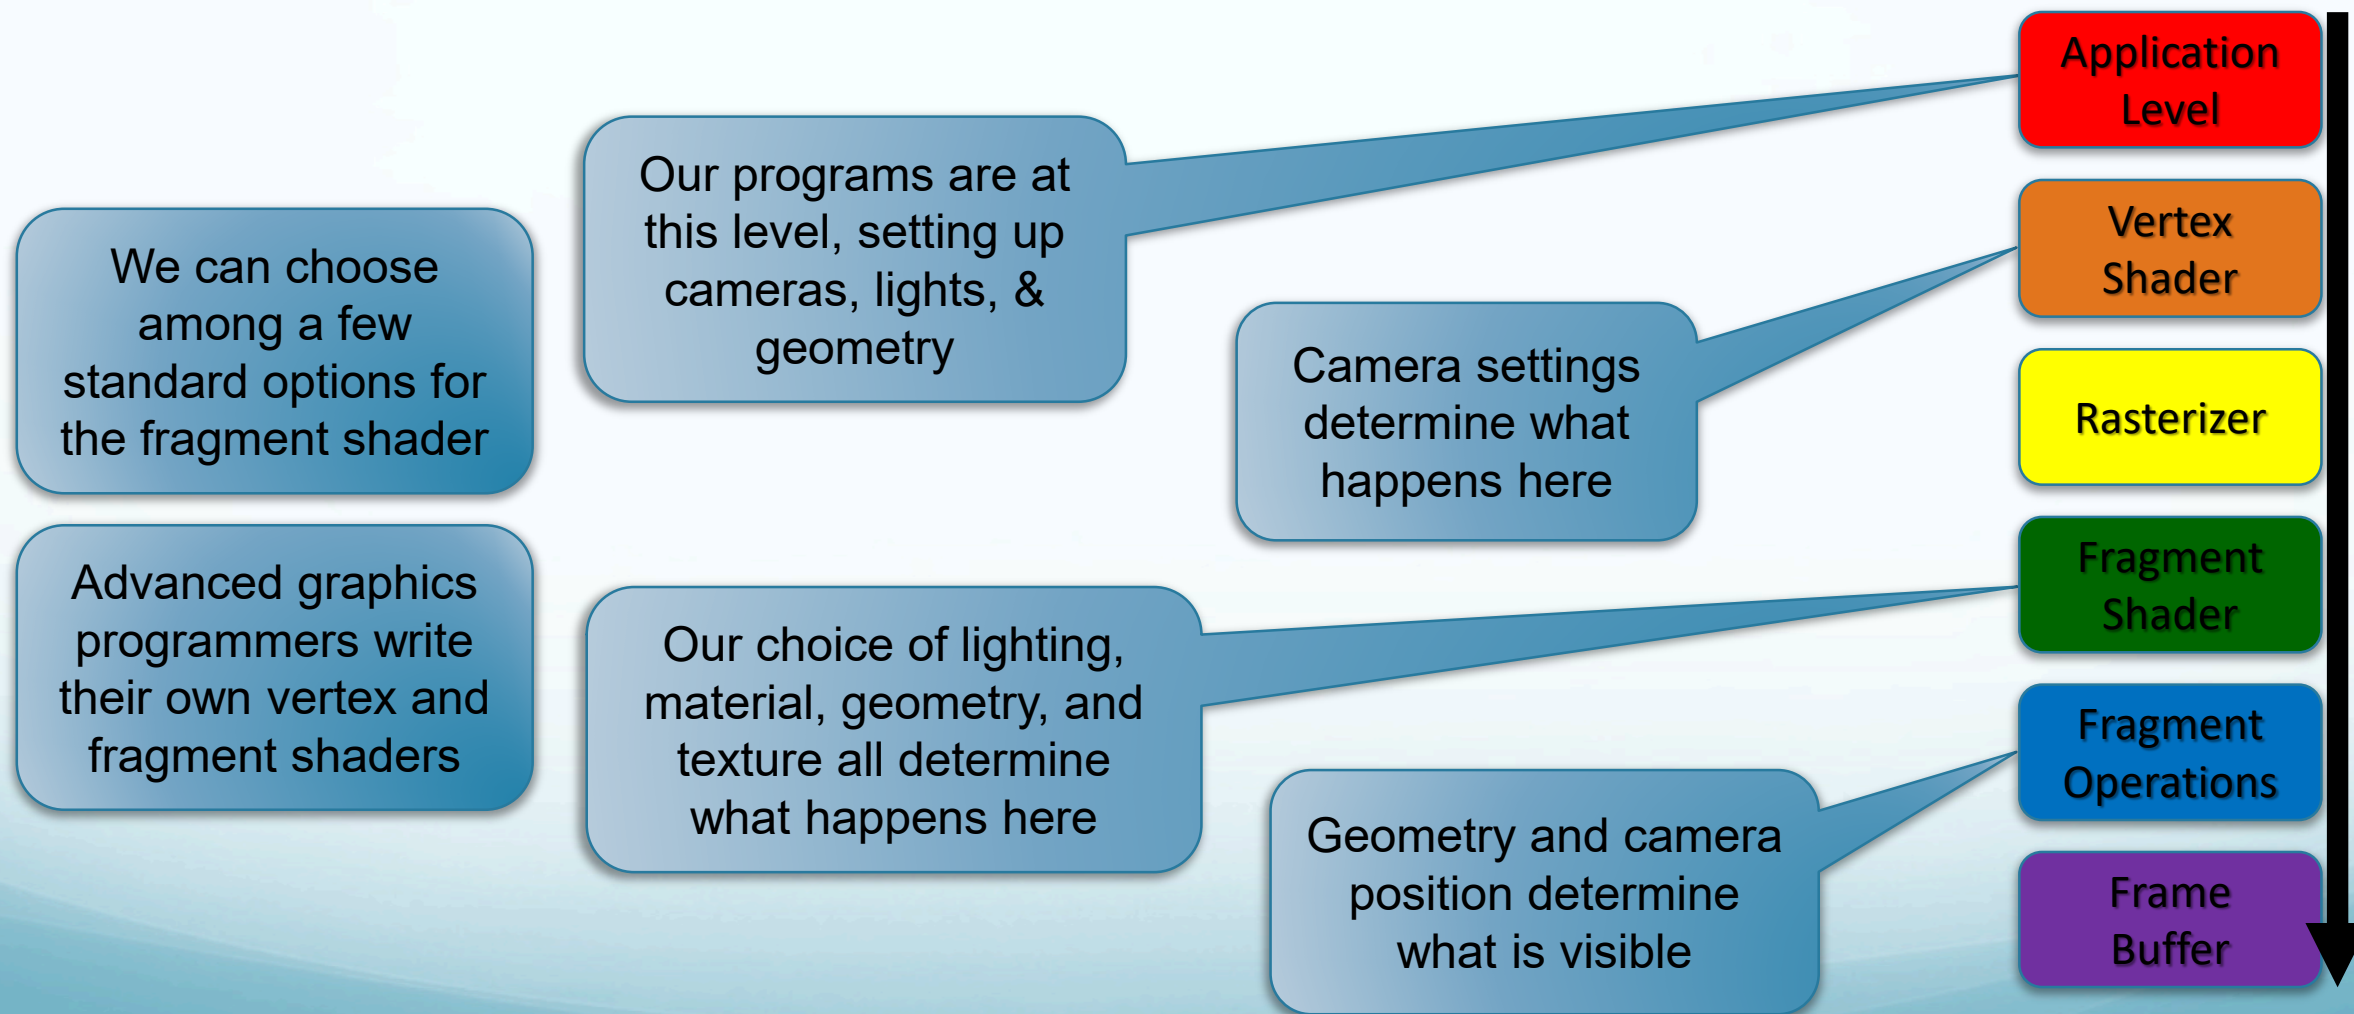 We can choose
among a few
standard options for
the fragment shader
Advanced graphics
programmers write
their own vertex and
fragment shaders
Our programs are at
this level, setting up
cameras, lights, &
geometry
Camera settings
determine what
happens here
Our choice of lighting,
material, geometry, and
texture all determine
what happens here
Geometry and camera
position determine
what is visible
Application
Level
Vertex
Shader
Rasterizer
Fragment
Shader
Fragment
Operations
Frame
Buffer